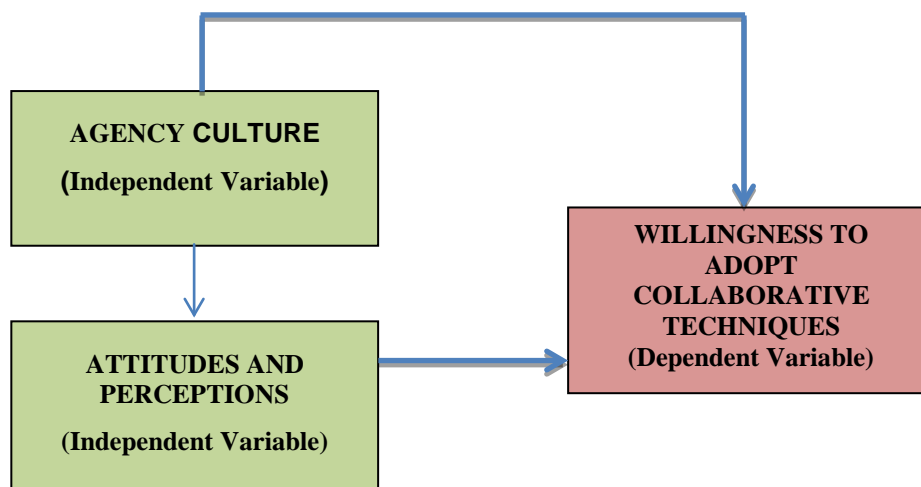 AGENCY CULTURE
(Independent Variable)
WILLINGNESS TO
ADOPT
COLLABORATIVE
TECHNIQUES
(Dependent Variable)
ATTITUDES AND
PERCEPTIONS
(Independent Variable)